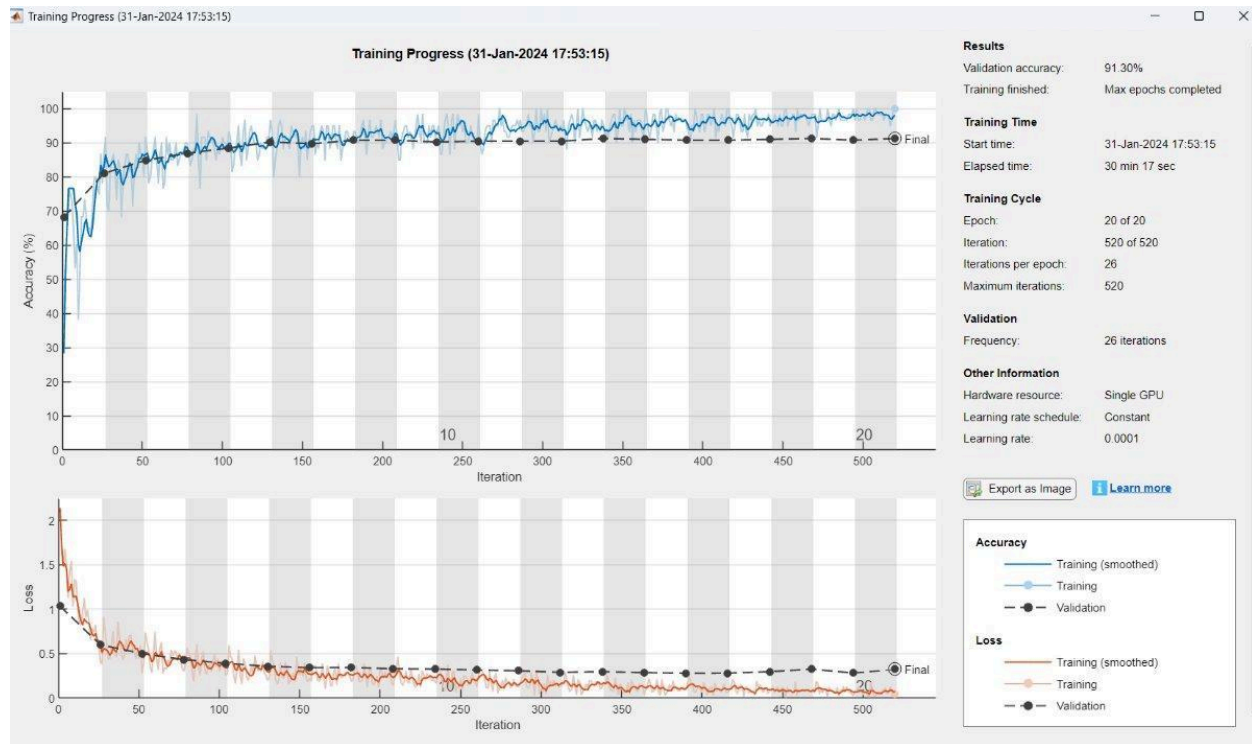 Training Progress (31-Jan-2024 17:53:15)
Training Progress (31-Jan-2024 17:53:15)
100
90
80
70
60
50
40
30
20
10
0
Accuracy (%)
Final
10
20
0 50 100 150 200 250 300 350 400 450 500
Iteration
2
1.5
1
0.5
0
Loss
Final
10
20
0 50 100 150 200 250 300 350 400 450 500
Iteration
Results
Validation accuracy: 91.30%
Training finished: Max epochs completed
Training Time
Start time: 31-Jan-2024 17:53:15
Elapsed time: 30 min 17 sec
Training Cycle
Epoch: 20 of 20
Iteration: 520 of 520
Iterations per epoch: 26
Maximum iterations: 520
Validation
Frequency: 26 iterations
Other Information
Hardware resource: Single GPU
Learning rate schedule: Constant
Learning rate: 0.0001
Export as Image
i Learn more
Accuracy
Training (smoothed)
Training
Validation
Loss
Training (smoothed)
Training
Validation